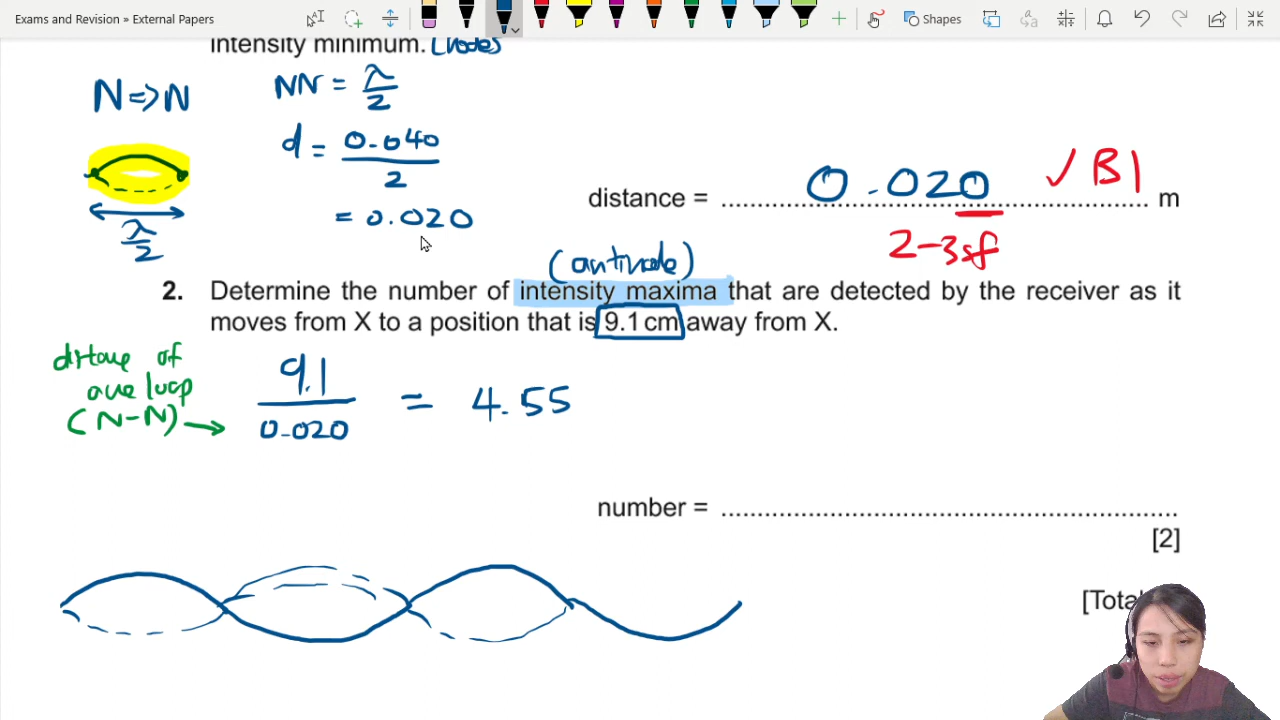 Exams and Revision » External Papers
Shapes
intensity minimum. (nodes
N => N
NN = λ/2
d = 0.040/2
= 0.020
λ/2
distance = 0.020 m
✓ B1
2-3sf
(antinode)
2. Determine the number of intensity maxima that are detected by the receiver as it
moves from X to a position that is 9.1 cm away from X.
distance of
one loop
(N-N) →
9.1/0.020 = 4.55
number =
[2]